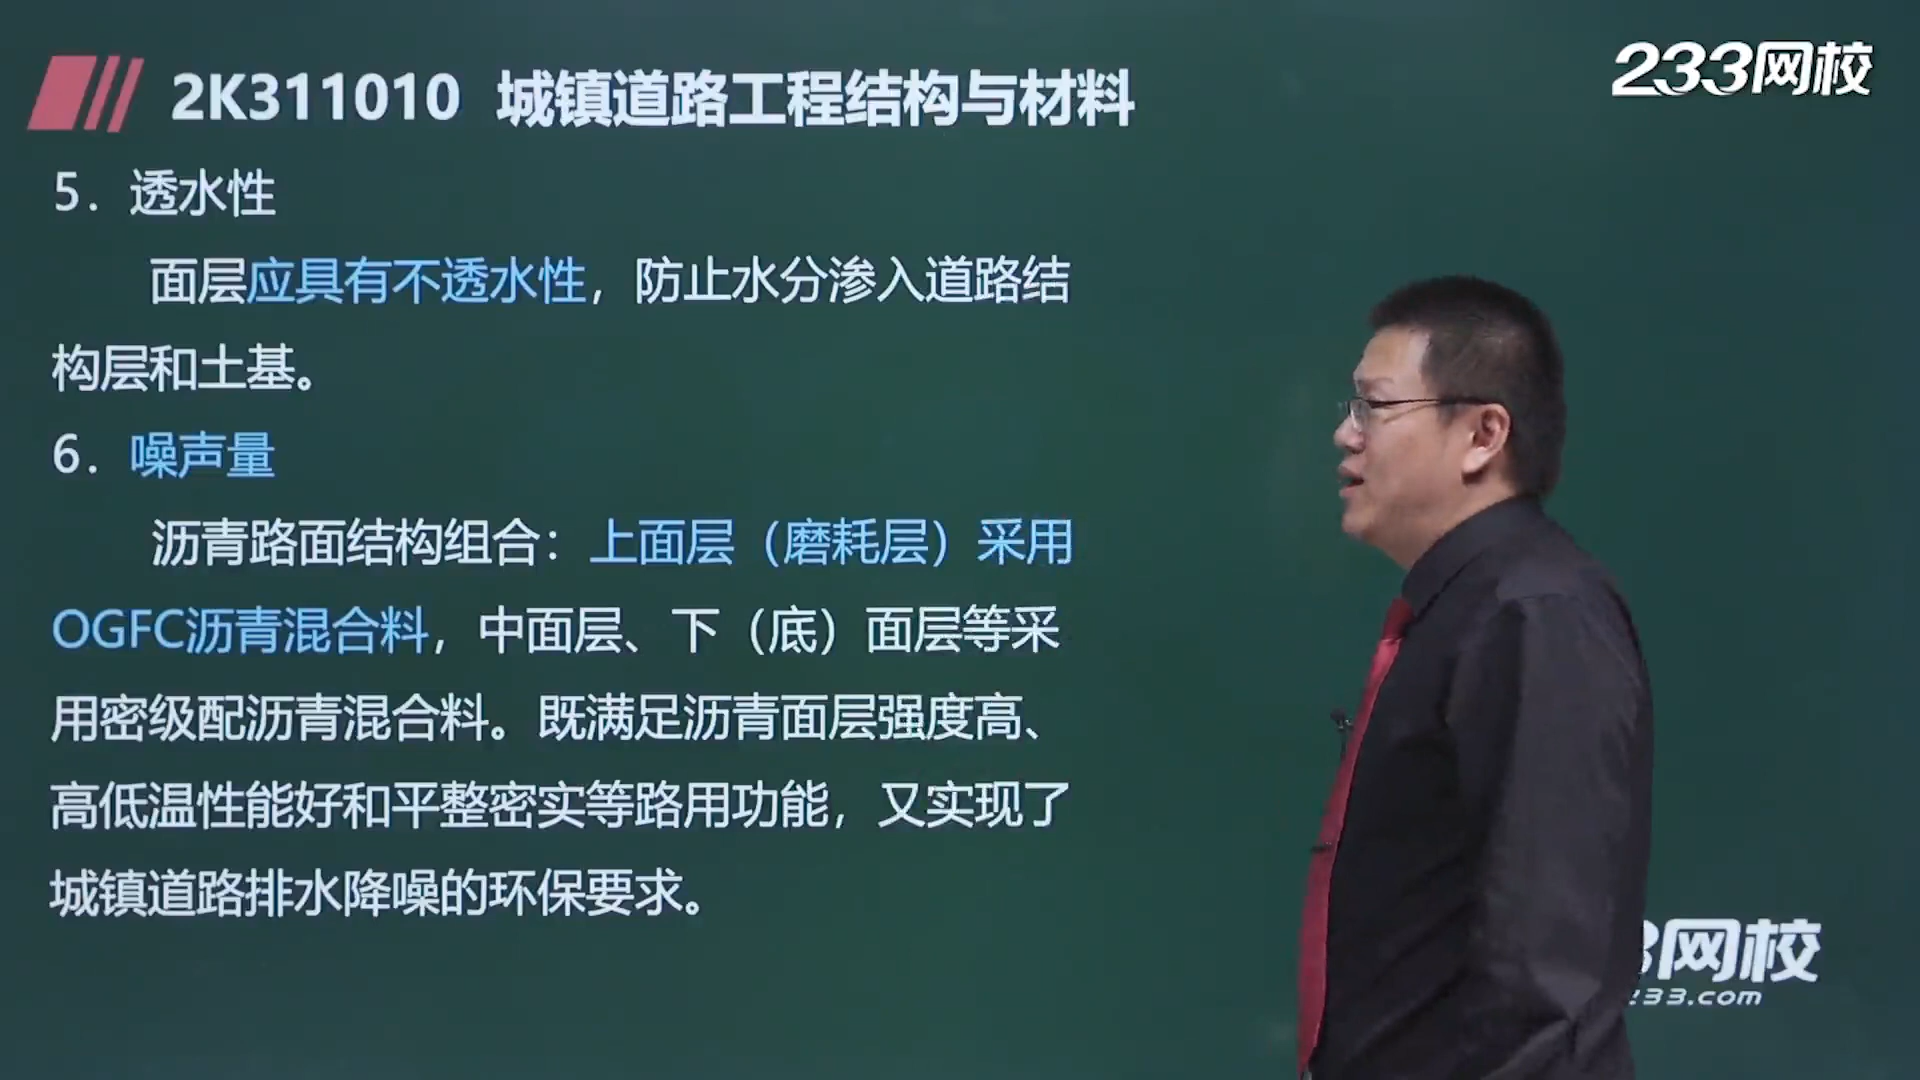 233网校
2K311010 城镇道路工程结构与材料
5. 透水性
面层应具有不透水性，防止水分渗入道路结
构层和土基。
6. 噪声量
沥青路面结构组合：上面层（磨耗层）采用
OGFC沥青混合料，中面层、下（底）面层等采
用密级配沥青混合料。既满足沥青面层强度高、
高低温性能好和平整密实等路用功能，又实现了
城镇道路排水降噪的环保要求。
3网校
233.com